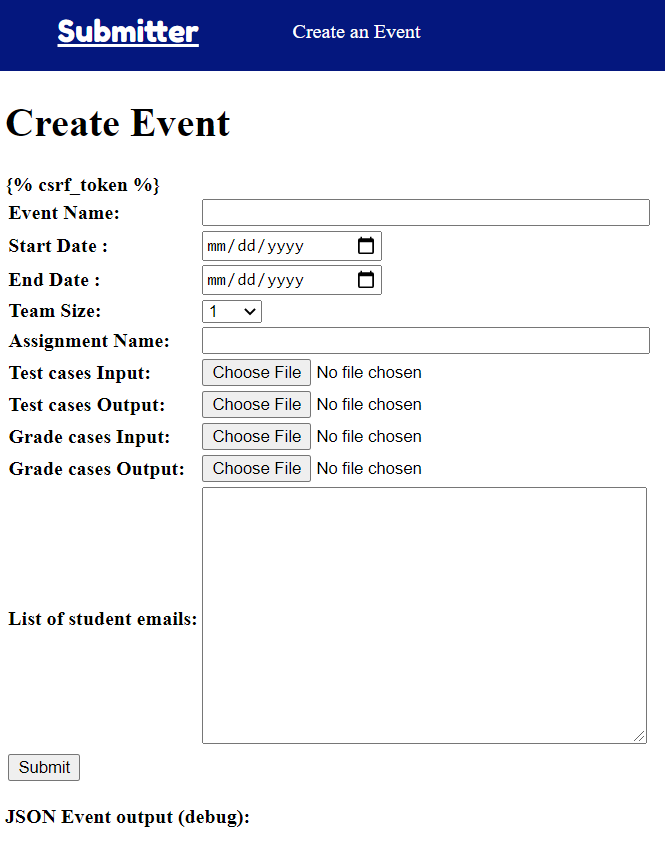 Submitter Create an Event
Create Event
{% csrf_token %}
Event Name:
Start Date : mm/dd/yyyy
End Date : mm/dd/yyyy
Team Size: 1
Assignment Name:
Test cases Input: Choose File No file chosen
Test cases Output: Choose File No file chosen
Grade cases Input: Choose File No file chosen
Grade cases Output: Choose File No file chosen
List of student emails:
Submit
JSON Event output (debug):